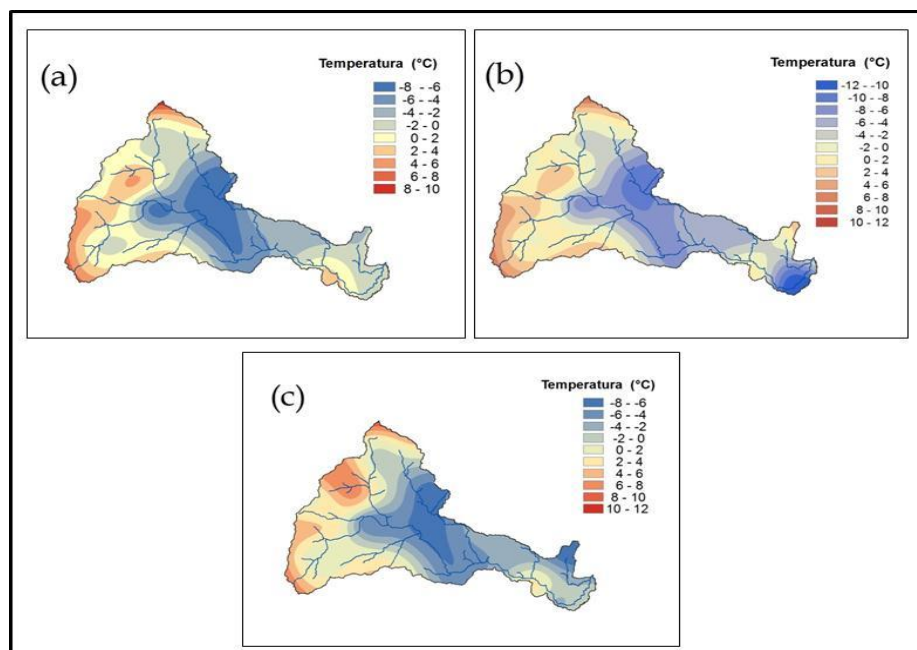 (a)
Temperatura (°C)
-8 - -6
-6 - -4
-4 - -2
-2 - 0
0 - 2
2 - 4
4 - 6
6 - 8
8 - 10
(b)
Temperatura (°C)
-12 - -10
-10 - -8
-8 - -6
-6 - -4
-4 - -2
-2 - 0
0 - 2
2 - 4
4 - 6
6 - 8
8 - 10
10 - 12
(c)
Temperatura (°C)
-8 - -6
-6 - -4
-4 - -2
-2 - 0
0 - 2
2 - 4
4 - 6
6 - 8
8 - 10
10 - 12